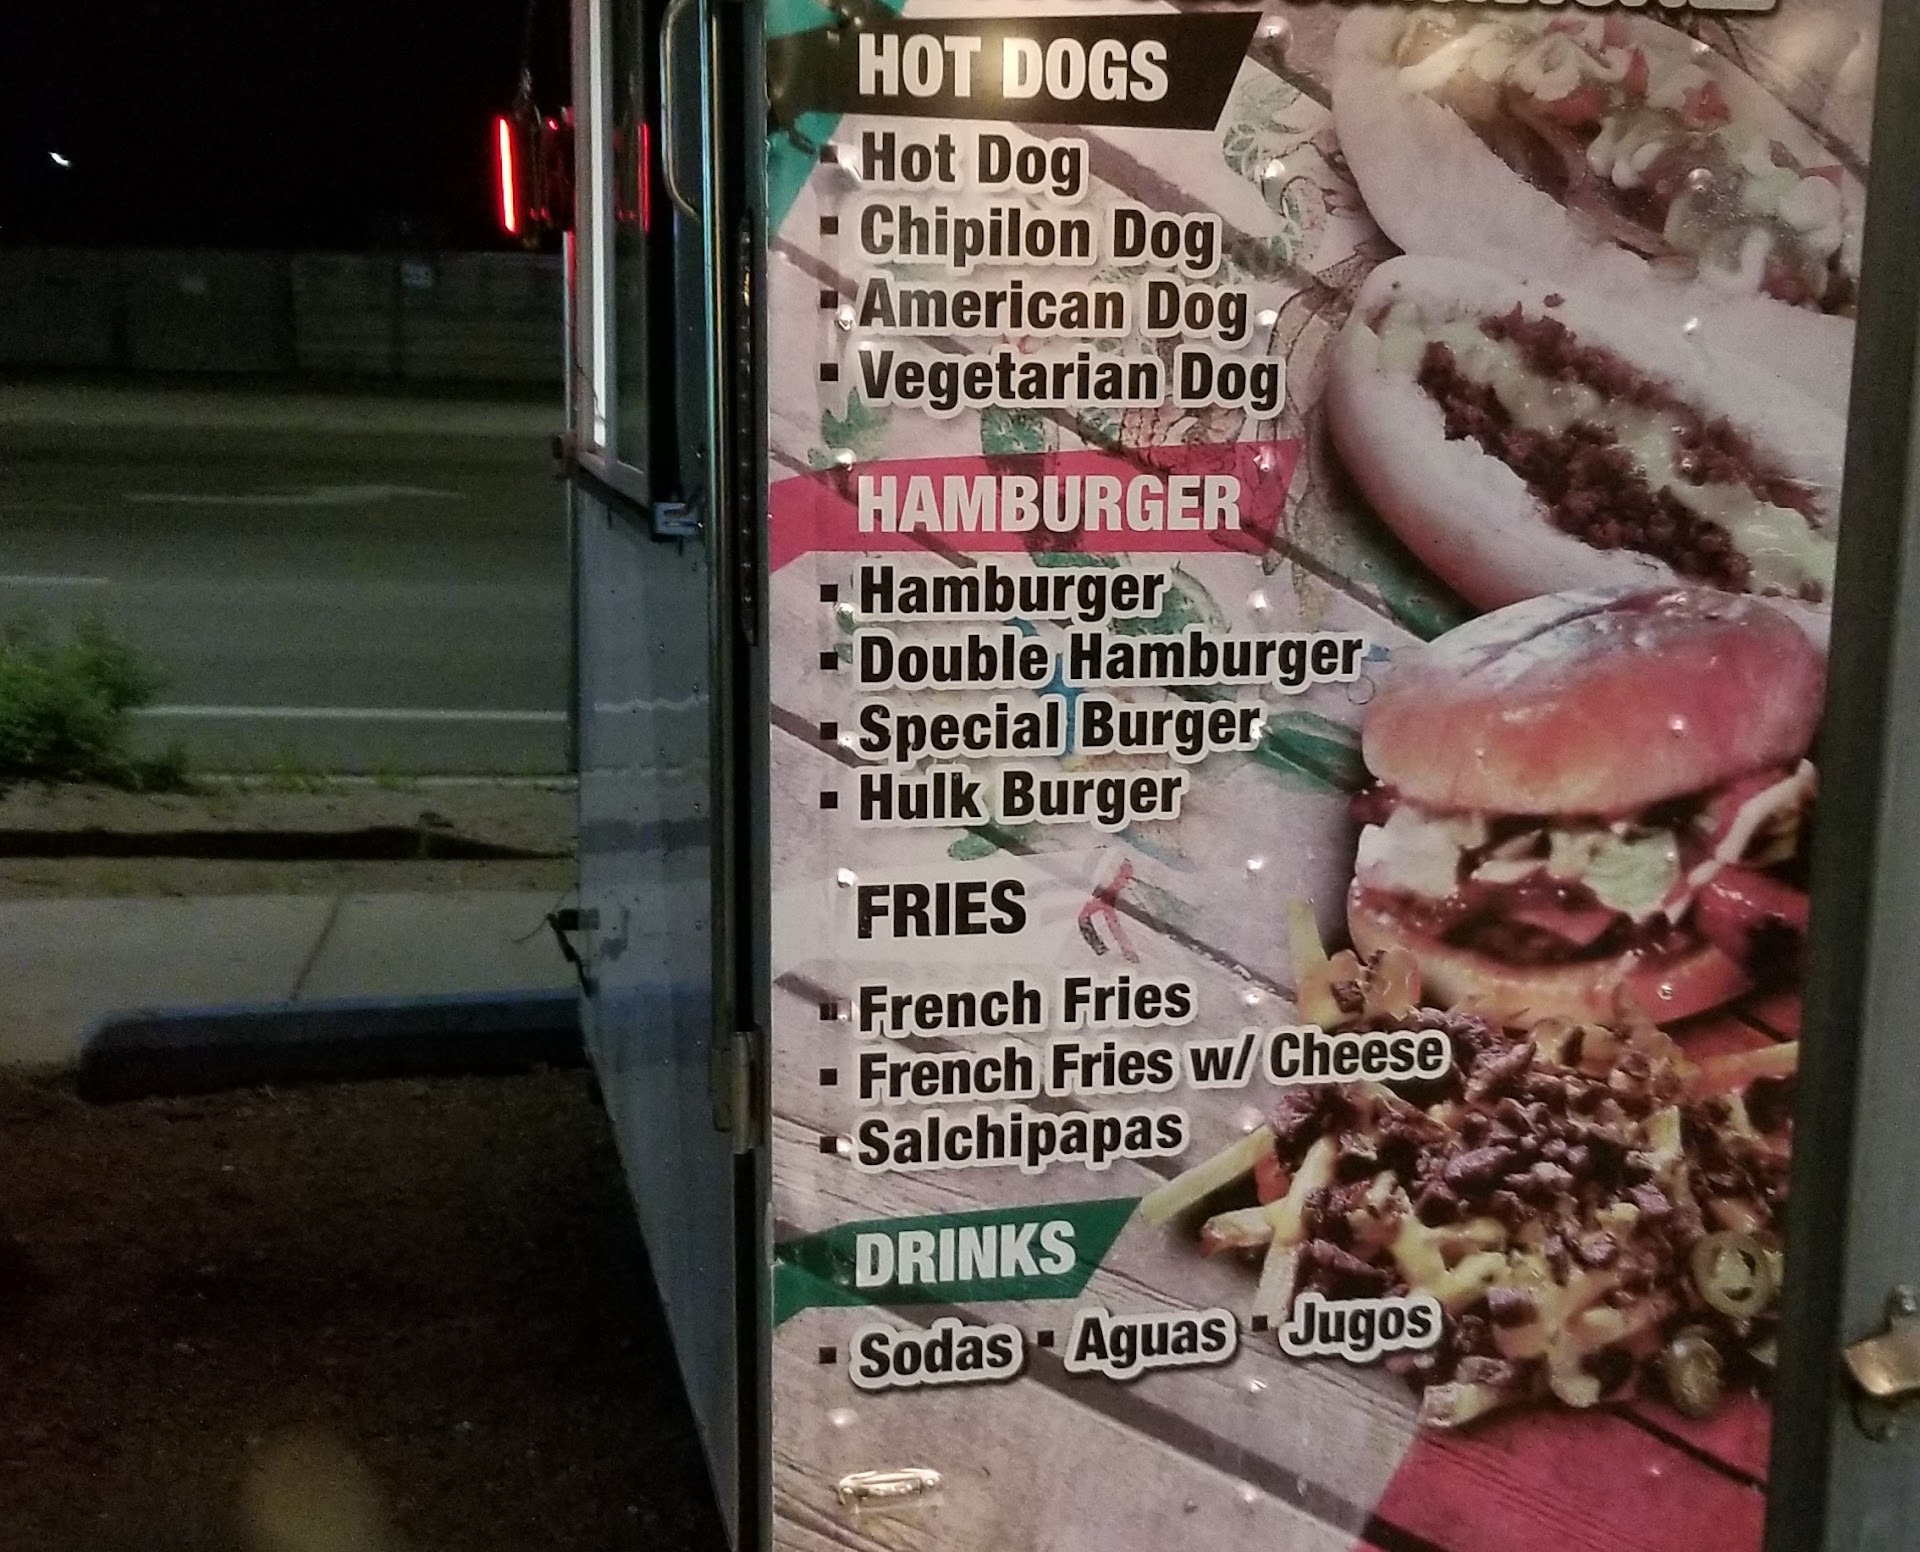 HOT DOGS
▪ Hot Dog
▪ Chipilon Dog
▪ American Dog
▪ Vegetarian Dog
HAMBURGER
▪ Hamburger
▪ Double Hamburger
▪ Special Burger
▪ Hulk Burger
FRIES
▪ French Fries
▪ French Fries w/ Cheese
▪ Salchipapas
DRINKS
▪ Sodas ▪ Aguas ▪ Jugos